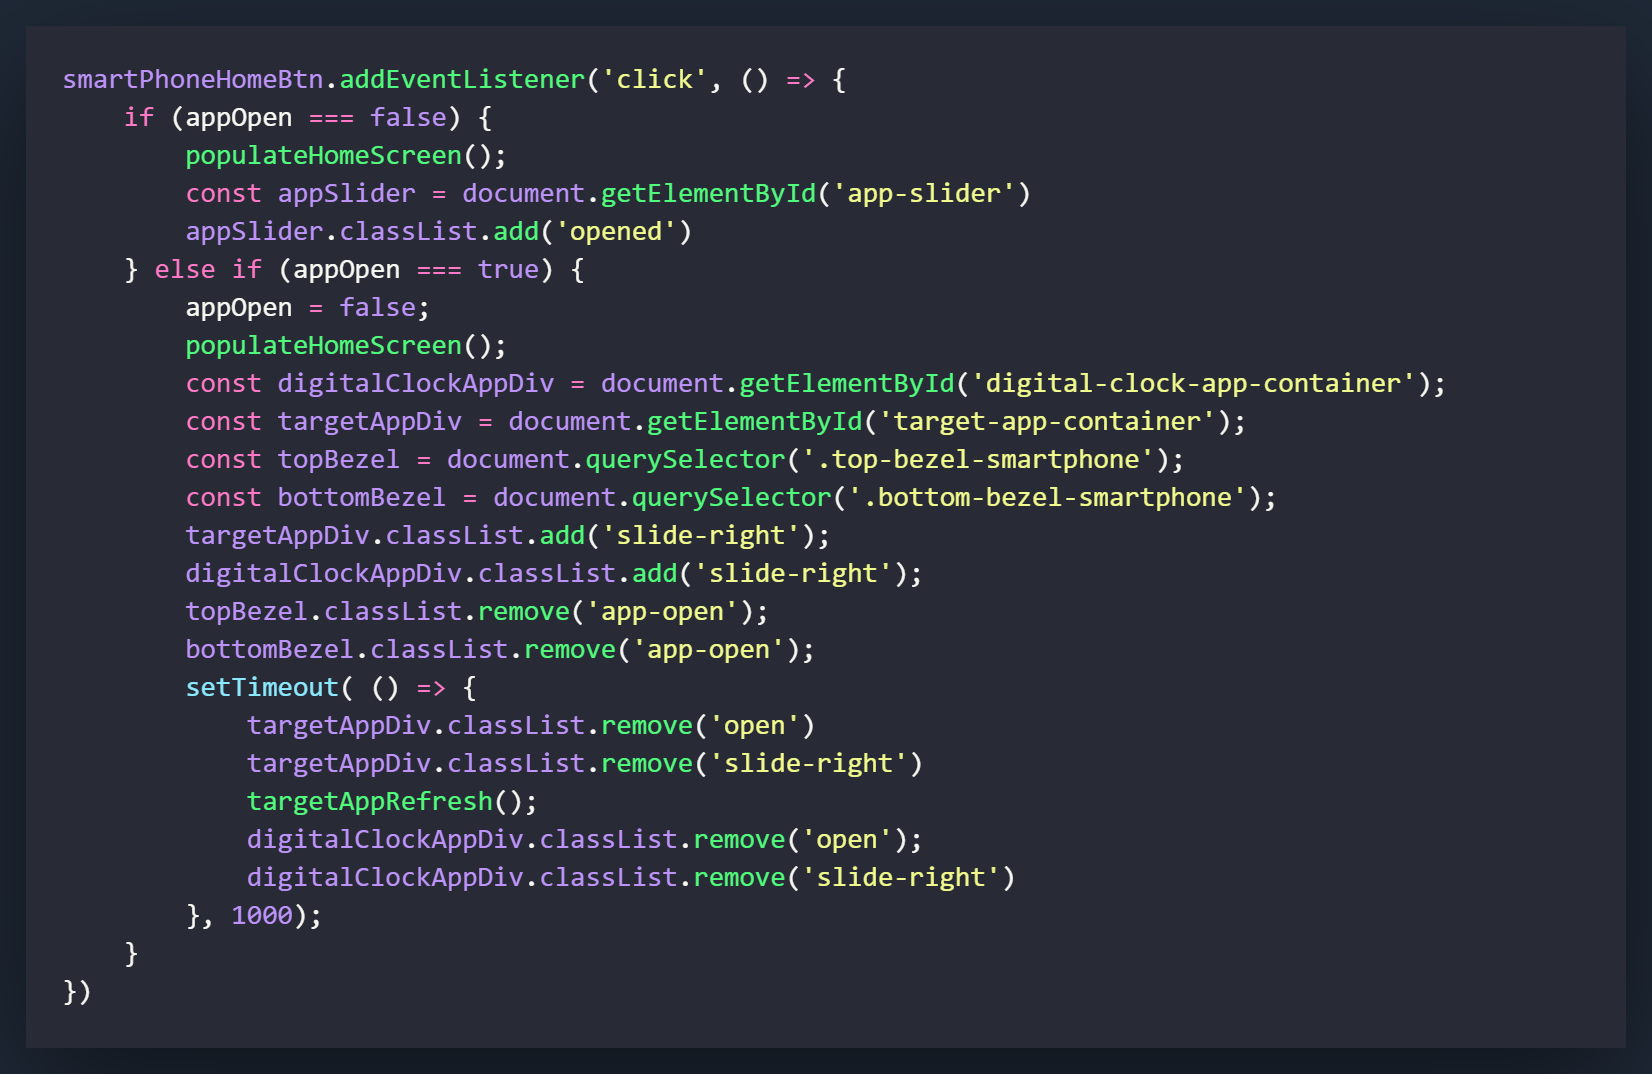 smartPhoneHomeBtn.addEventListener('click', () => {
    if (appOpen === false) {
        populateHomeScreen();
        const appSlider = document.getElementById('app-slider')
        appSlider.classList.add('opened')
    } else if (appOpen === true) {
        appOpen = false;
        populateHomeScreen();
        const digitalClockAppDiv = document.getElementById('digital-clock-app-container');
        const targetAppDiv = document.getElementById('target-app-container');
        const topBezel = document.querySelector('.top-bezel-smartphone');
        const bottomBezel = document.querySelector('.bottom-bezel-smartphone');
        targetAppDiv.classList.add('slide-right');
        digitalClockAppDiv.classList.add('slide-right');
        topBezel.classList.remove('app-open');
        bottomBezel.classList.remove('app-open');
        setTimeout( () => {
            targetAppDiv.classList.remove('open')
            targetAppDiv.classList.remove('slide-right')
            targetAppRefresh();
            digitalClockAppDiv.classList.remove('open');
            digitalClockAppDiv.classList.remove('slide-right')
        }, 1000);
    }
})